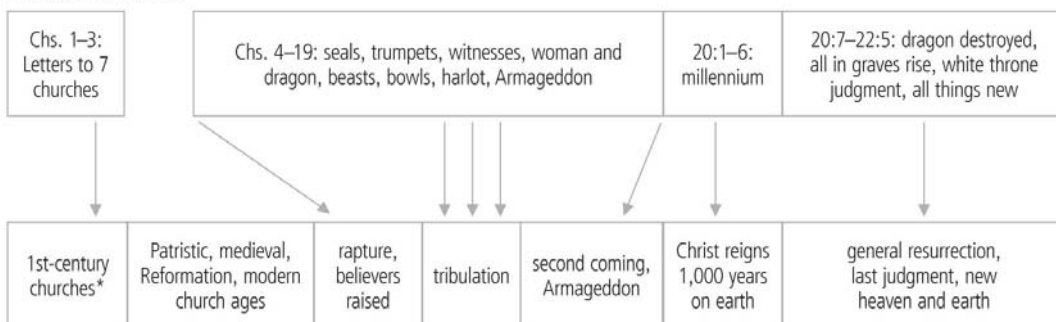 Chs. 1–3:
Letters to 7
churches
Chs. 4–19: seals, trumpets, witnesses, woman and
dragon, beasts, bowls, harlot, Armageddon
20:1–6:
millennium
20:7–22:5: dragon destroyed,
all in graves rise, white throne
judgment, all things new
1st-century
churches*
Patristic, medieval,
Reformation, modern
church ages
rapture,
believers
raised
tribulation
second coming,
Armageddon
Christ reigns
1,000 years
on earth
general resurrection,
last judgment, new
heaven and earth